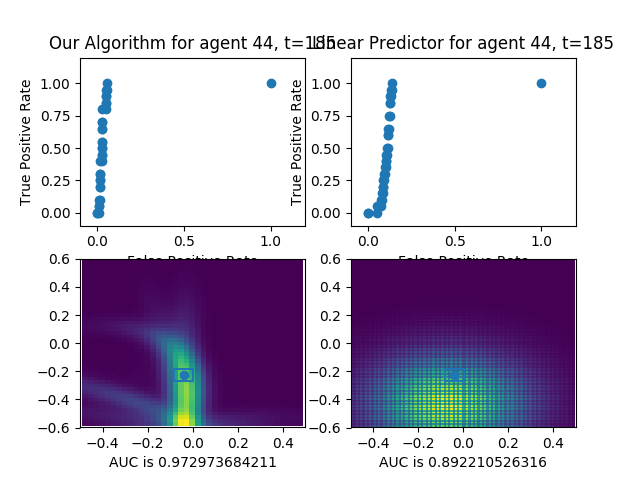 Our Algorithm for agent 44, t=185
Linear Predictor for agent 44, t=185
True Positive Rate
1.00
0.75
0.50
0.25
0.00
0.0 0.5 1.0
False Positive Rate
True Positive Rate
1.00
0.75
0.50
0.25
0.00
0.0 0.5 1.0
False Positive Rate
0.6
0.4
0.2
0.0
−0.2
−0.4
−0.6
−0.4 −0.2 0.0 0.2 0.4
AUC is 0.972973684211
0.6
0.4
0.2
0.0
−0.2
−0.4
−0.6
−0.4 −0.2 0.0 0.2 0.4
AUC is 0.892210526316